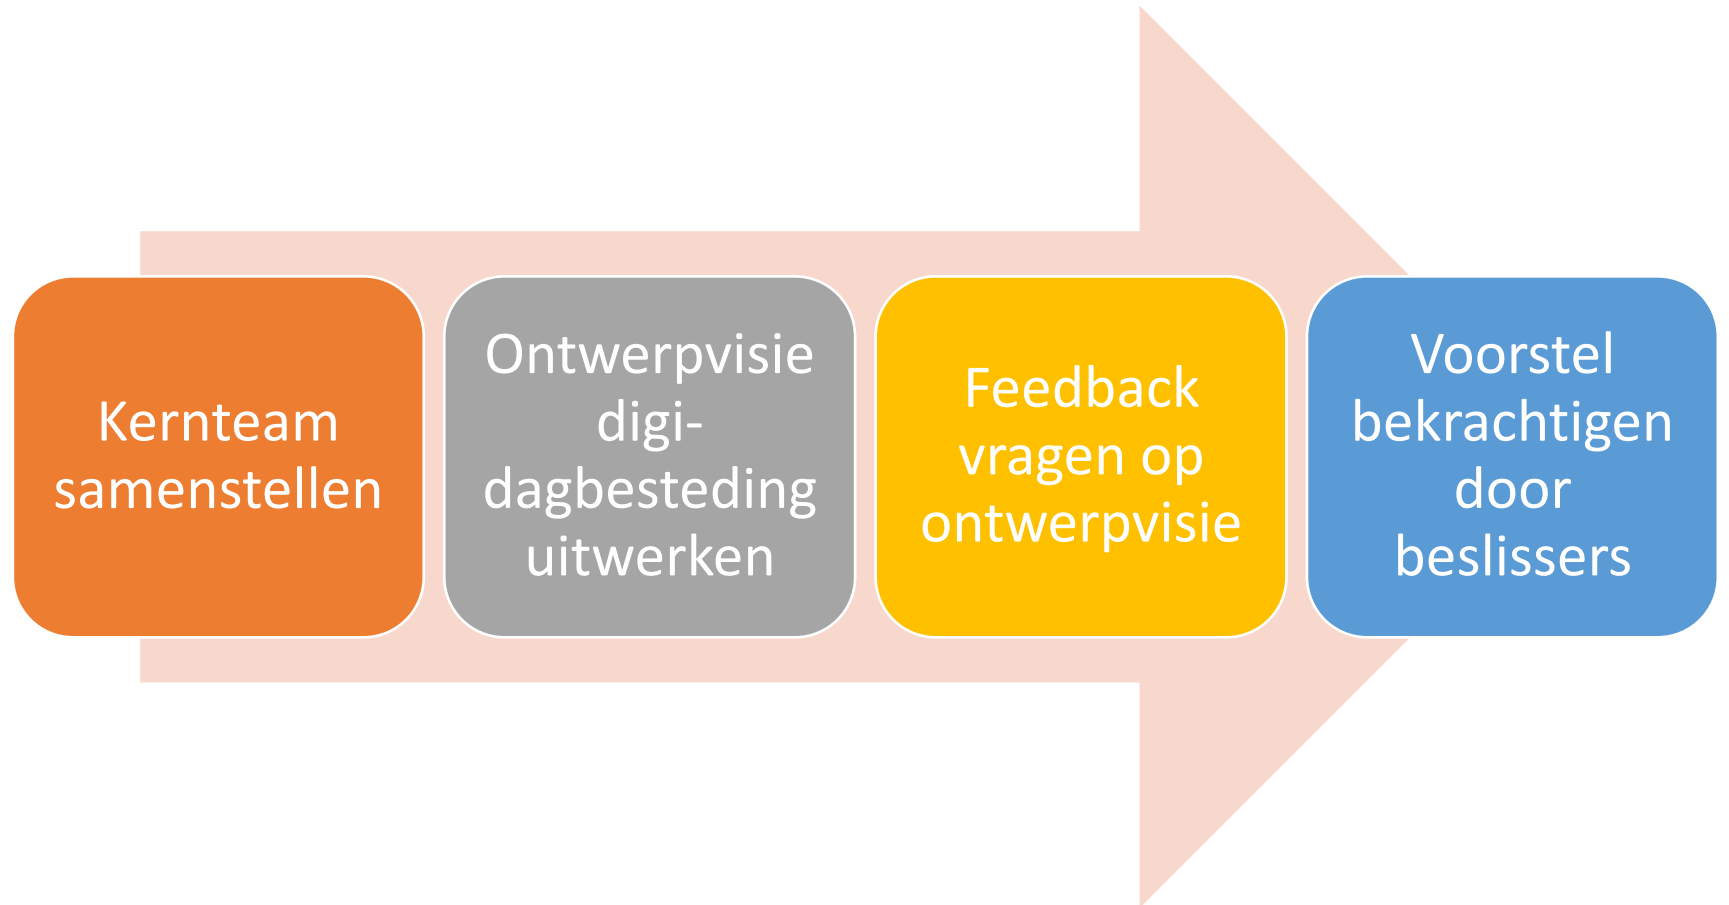 Kernteam
samenstellen
Ontwerpvisie
digi-
dagbesteding
uitwerken
Feedback
vragen op
ontwerpvisie
Voorstel
bekrachtigen
door
beslissers